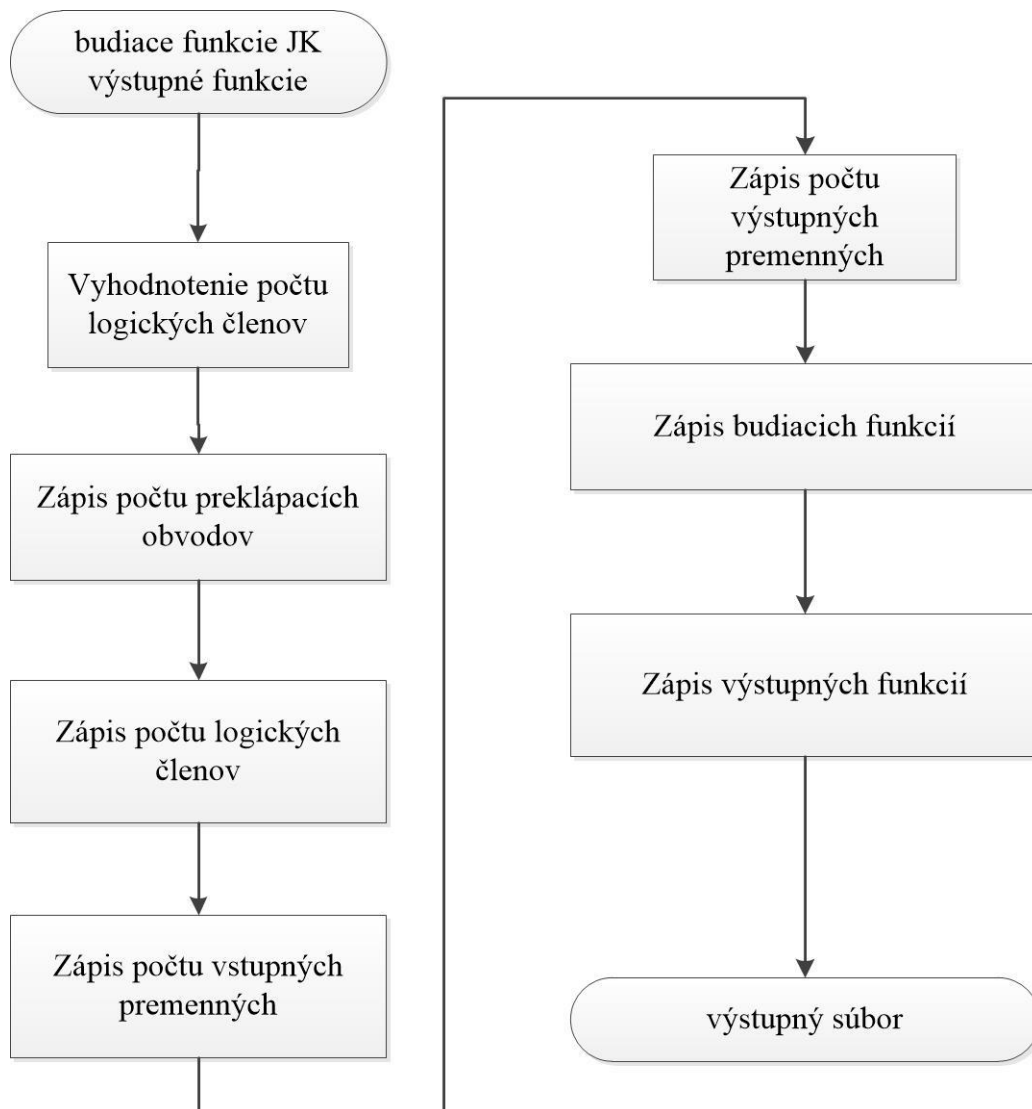 budiace funkcie JK
výstupné funkcie
Vyhodnotenie počtu
logických členov
Zápis počtu preklápacích
obvodov
Zápis počtu logických
členov
Zápis počtu vstupných
premenných
Zápis počtu
výstupných
premenných
Zápis budiacich funkcií
Zápis výstupných funkcií
výstupný súbor